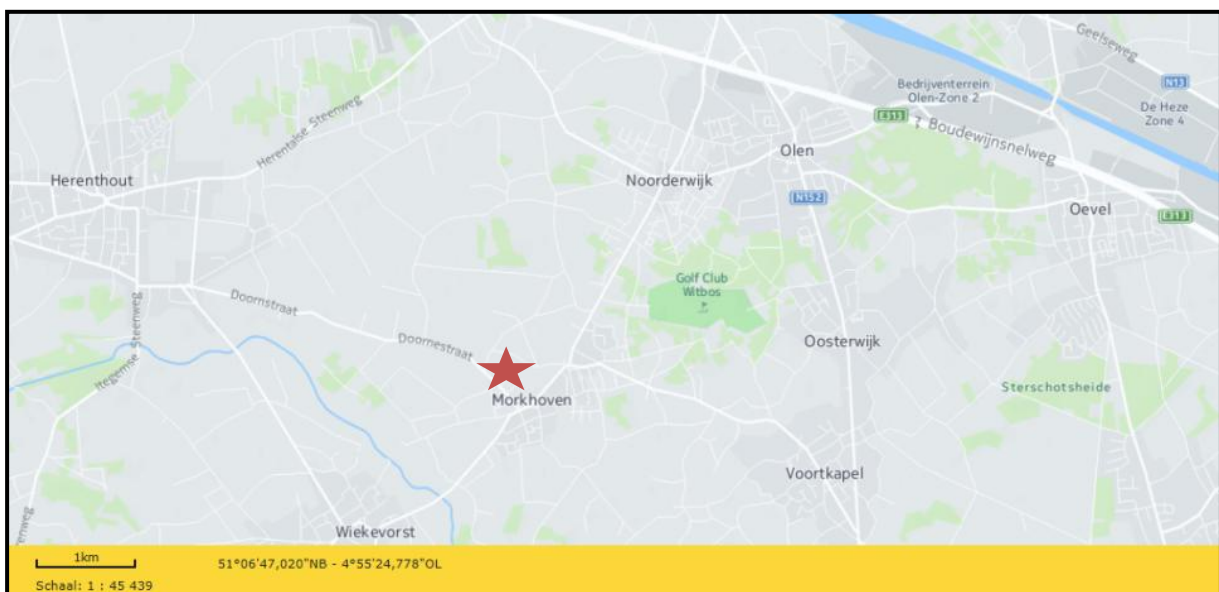 Geelseweg
Bedrijventerrein
Olen-Zone 2
N13
De Heze
Zone 4
E313
Boudewijnsnelweg
Herentalse Steenweg
Olen
Herenthout
Noorderwijk
N152
Oevel
E313
Golf Club
Witbos
Doornstraat
Itegemse Steenweg
Doornestraat
Oosterwijk
Sterschotsheide
Morkhoven
Voortkapel
Wiekevorst
renweg
1km
51°06'47,020"NB - 4°55'24,778"OL
Schaal: 1 : 45 439